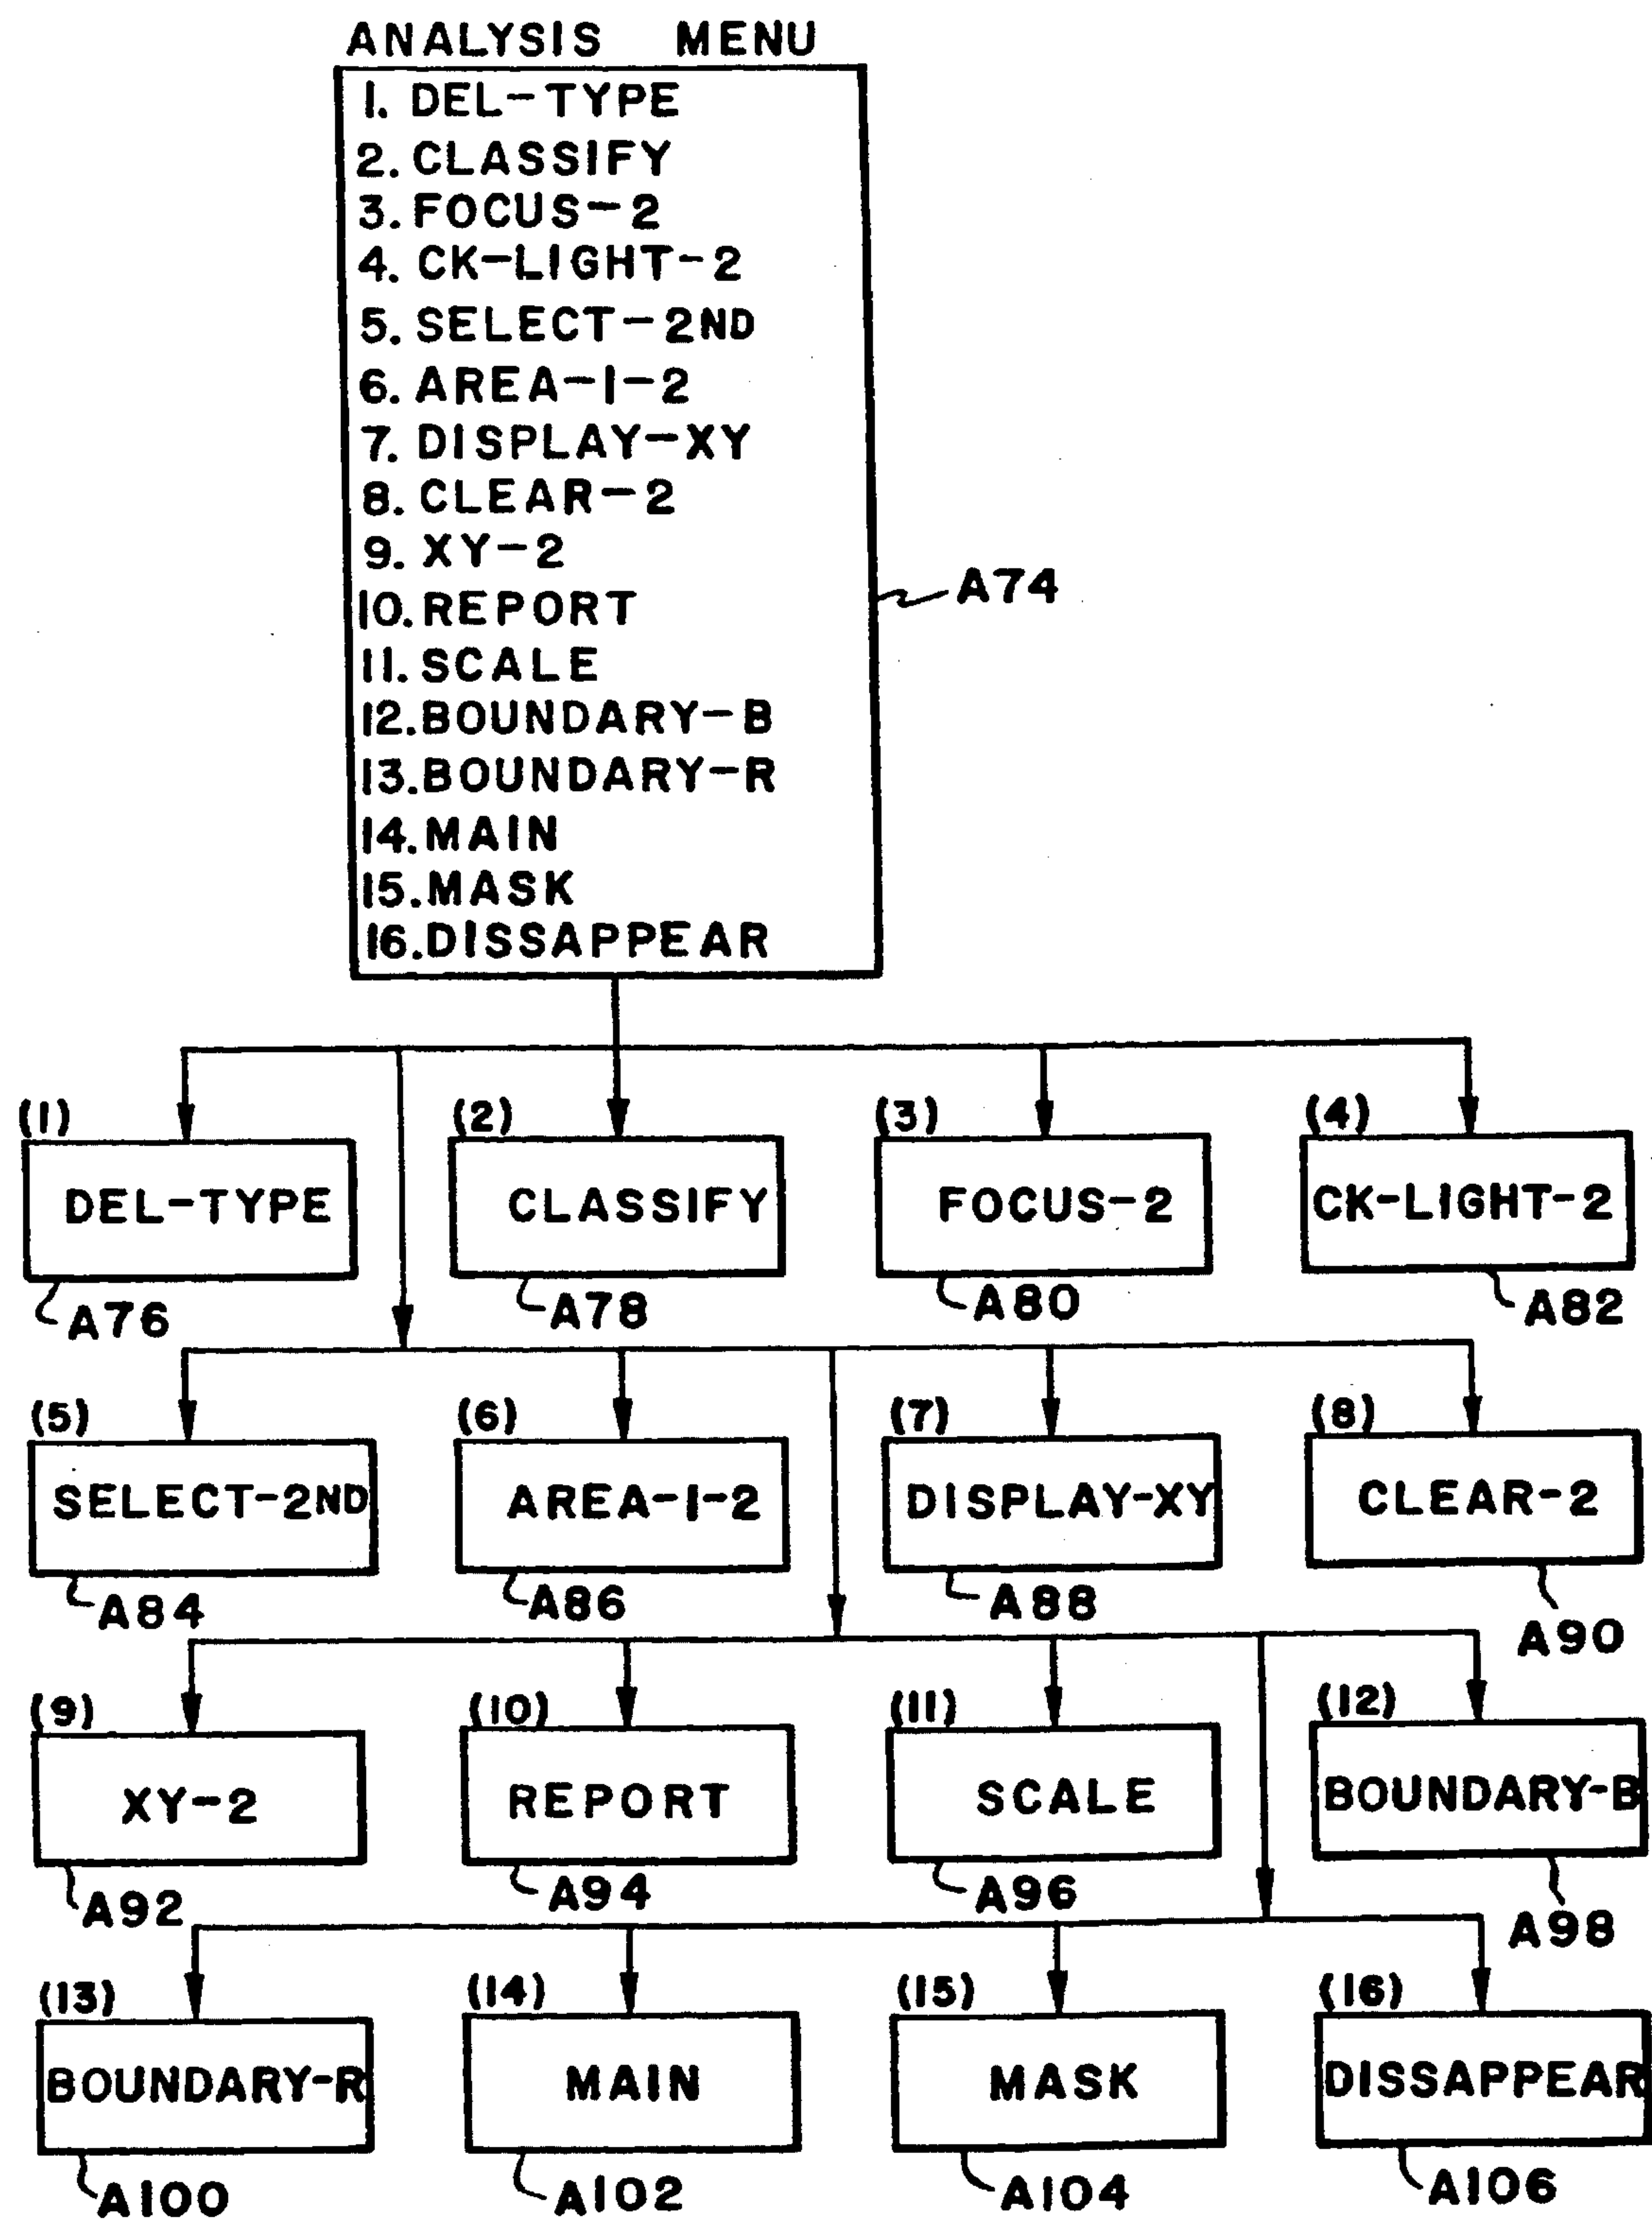 ANALYSIS MENU
1. DEL-TYPE
2. CLASSIFY
3. FOCUS-2
4. CK-LIGHT-2
5. SELECT-2ND
6. AREA-1-2
7. DISPLAY-XY
8. CLEAR-2
9. XY-2
10. REPORT
11. SCALE
12. BOUNDARY-B
13. BOUNDARY-R
14. MAIN
15. MASK
16. DISSAPPEAR
A74
(1) (2) (3) (4)
DEL-TYPE CLASSIFY FOCUS-2 CK-LIGHT-2
A76 A78 A80 A82
(5) (6) (7) (8)
SELECT-2ND AREA-1-2 DISPLAY-XY CLEAR-2
A84 A86 A88 A90
(9) (10) (11) (12)
XY-2 REPORT SCALE BOUNDARY-B
A92 A94 A96 A98
(13) (14) (15) (16)
BOUNDARY-R MAIN MASK DISSAPPEAR
A100 A102 A104 A106